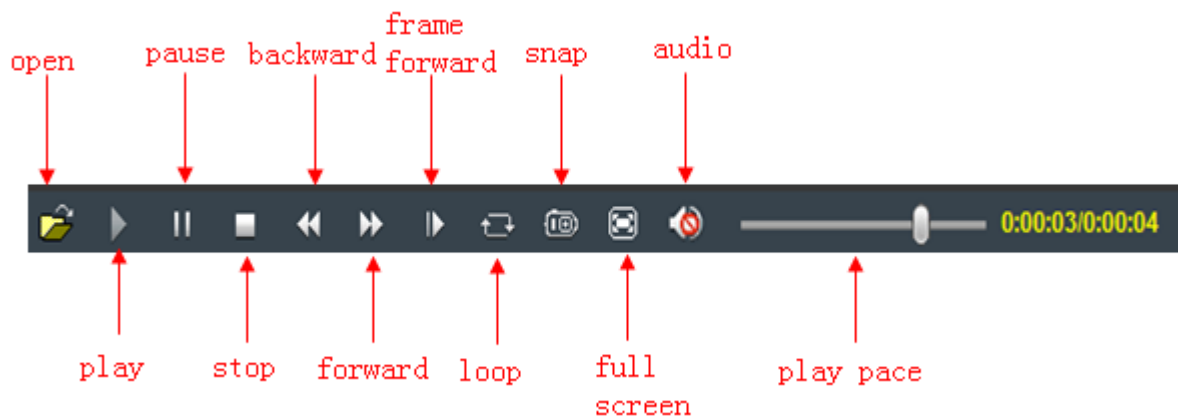 open
pause
backward
frame
forward
snap
audio
0:00:03/0:00:04
play
stop
forward
loop
full
screen
play pace